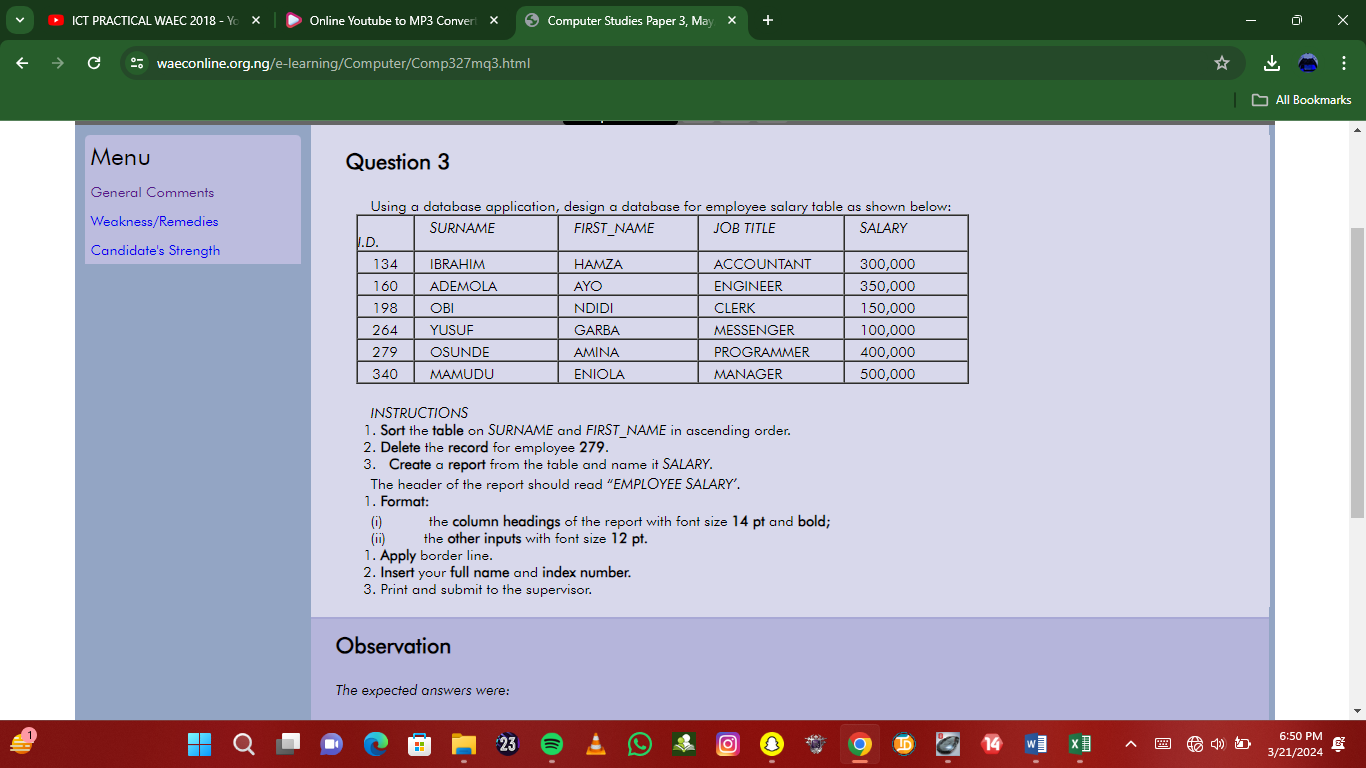 ICT PRACTICAL WAEC 2018 - Yo
Online Youtube to MP3 Convert
Computer Studies Paper 3, May
waeconline.org.ng/e-learning/Computer/Comp327mq3.html
All Bookmarks
Menu
General Comments
Weakness/Remedies
Candidate's Strength
Question 3
Using a database application, design a database for employee salary table as shown below:
I.D. SURNAME FIRST_NAME JOB TITLE SALARY
134 IBRAHIM HAMZA ACCOUNTANT 300,000
160 ADEMOLA AYO ENGINEER 350,000
198 OBI NDIDI CLERK 150,000
264 YUSUF GARBA MESSENGER 100,000
279 OSUNDE AMINA PROGRAMMER 400,000
340 MAMUDU ENIOLA MANAGER 500,000
INSTRUCTIONS
1. Sort the table on SURNAME and FIRST_NAME in ascending order.
2. Delete the record for employee 279.
3. Create a report from the table and name it SALARY.
The header of the report should read “EMPLOYEE SALARY’.
1. Format:
(i) the column headings of the report with font size 14 pt and bold;
(ii) the other inputs with font size 12 pt.
1. Apply border line.
2. Insert your full name and index number.
3. Print and submit to the supervisor.
Observation
The expected answers were:
1
23
14
6:50 PM
3/21/2024